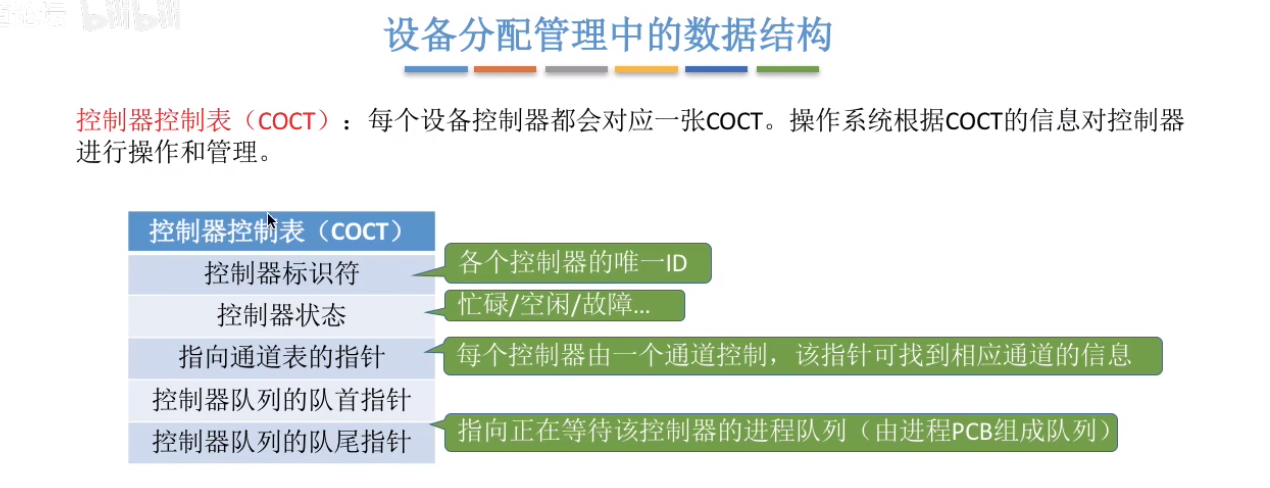 bilibili
设备分配管理中的数据结构
控制器控制表（COCT）：每个设备控制器都会对应一张COCT。操作系统根据COCT的信息对控制器
进行操作和管理。
控制器控制表（COCT）
控制器标识符
各个控制器的唯一ID
控制器状态
忙碌/空闲/故障...
指向通道表的指针
每个控制器由一个通道控制，该指针可找到相应通道的信息
控制器队列的队首指针
控制器队列的队尾指针
指向正在等待该控制器的进程队列（由进程PCB组成队列）